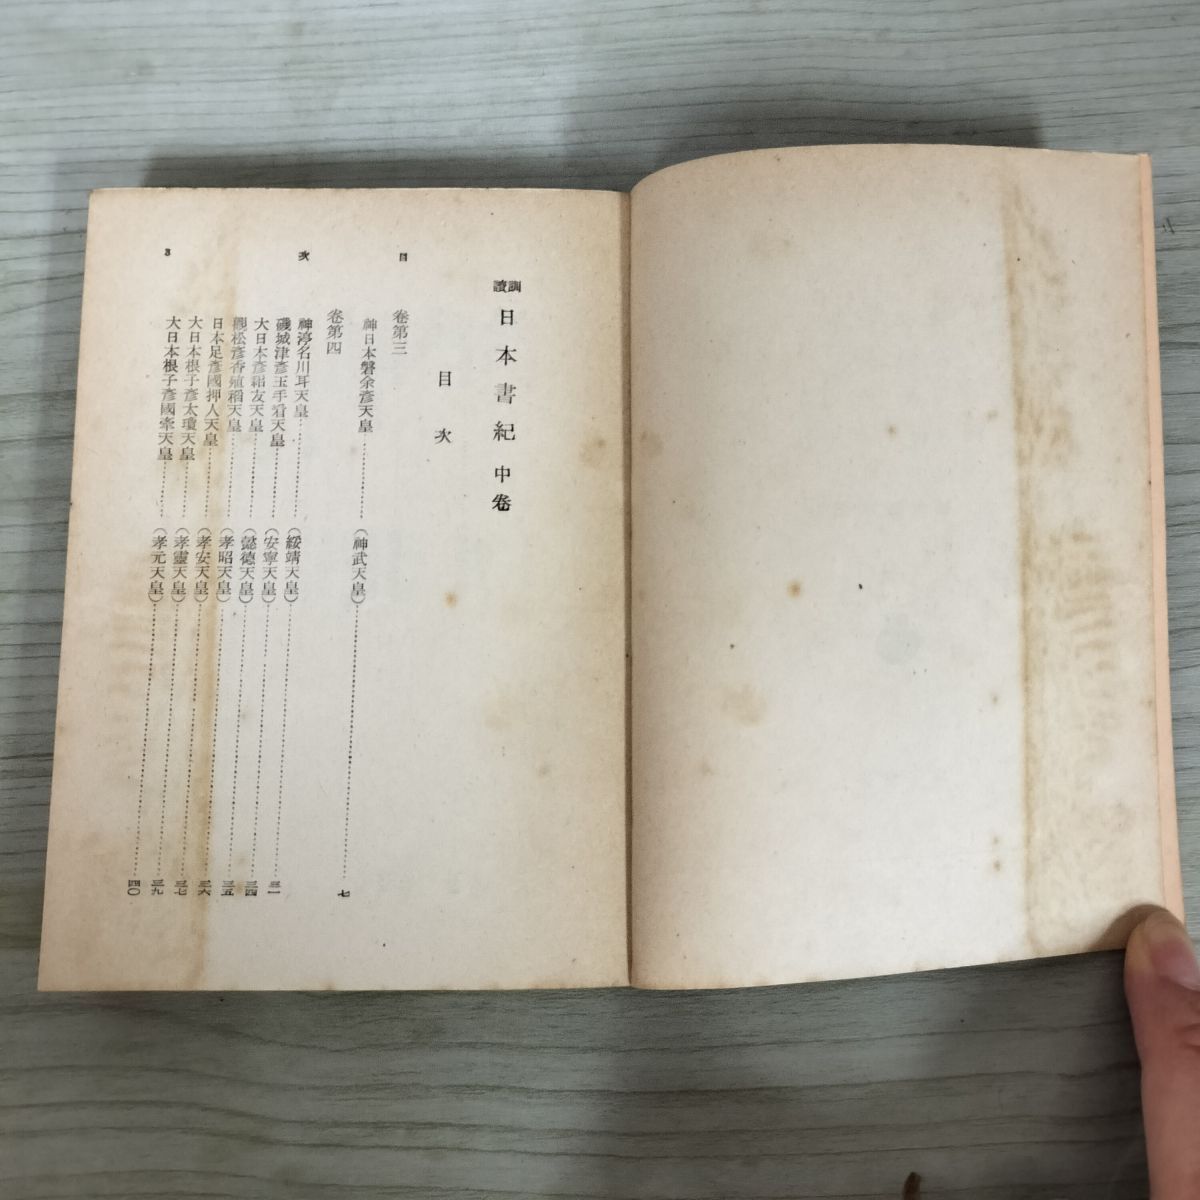 訓讀 日本書紀 中卷
目次
卷第三
神日本磐余彥天皇……(神武天皇)……七
卷第四
神渟名川耳天皇……(綏靖天皇)……三一
磯城津彥玉手看天皇……(安寧天皇)……三四
大日本彥耜友天皇……(懿德天皇)……三五
觀松彥香殖稻天皇……(孝昭天皇)……三六
日本足彥國押人天皇……(孝安天皇)……三七
大日本根子彥太瓊天皇……(孝靈天皇)……三九
大日本根子彥國牽天皇……(孝元天皇)……四〇
目次
3